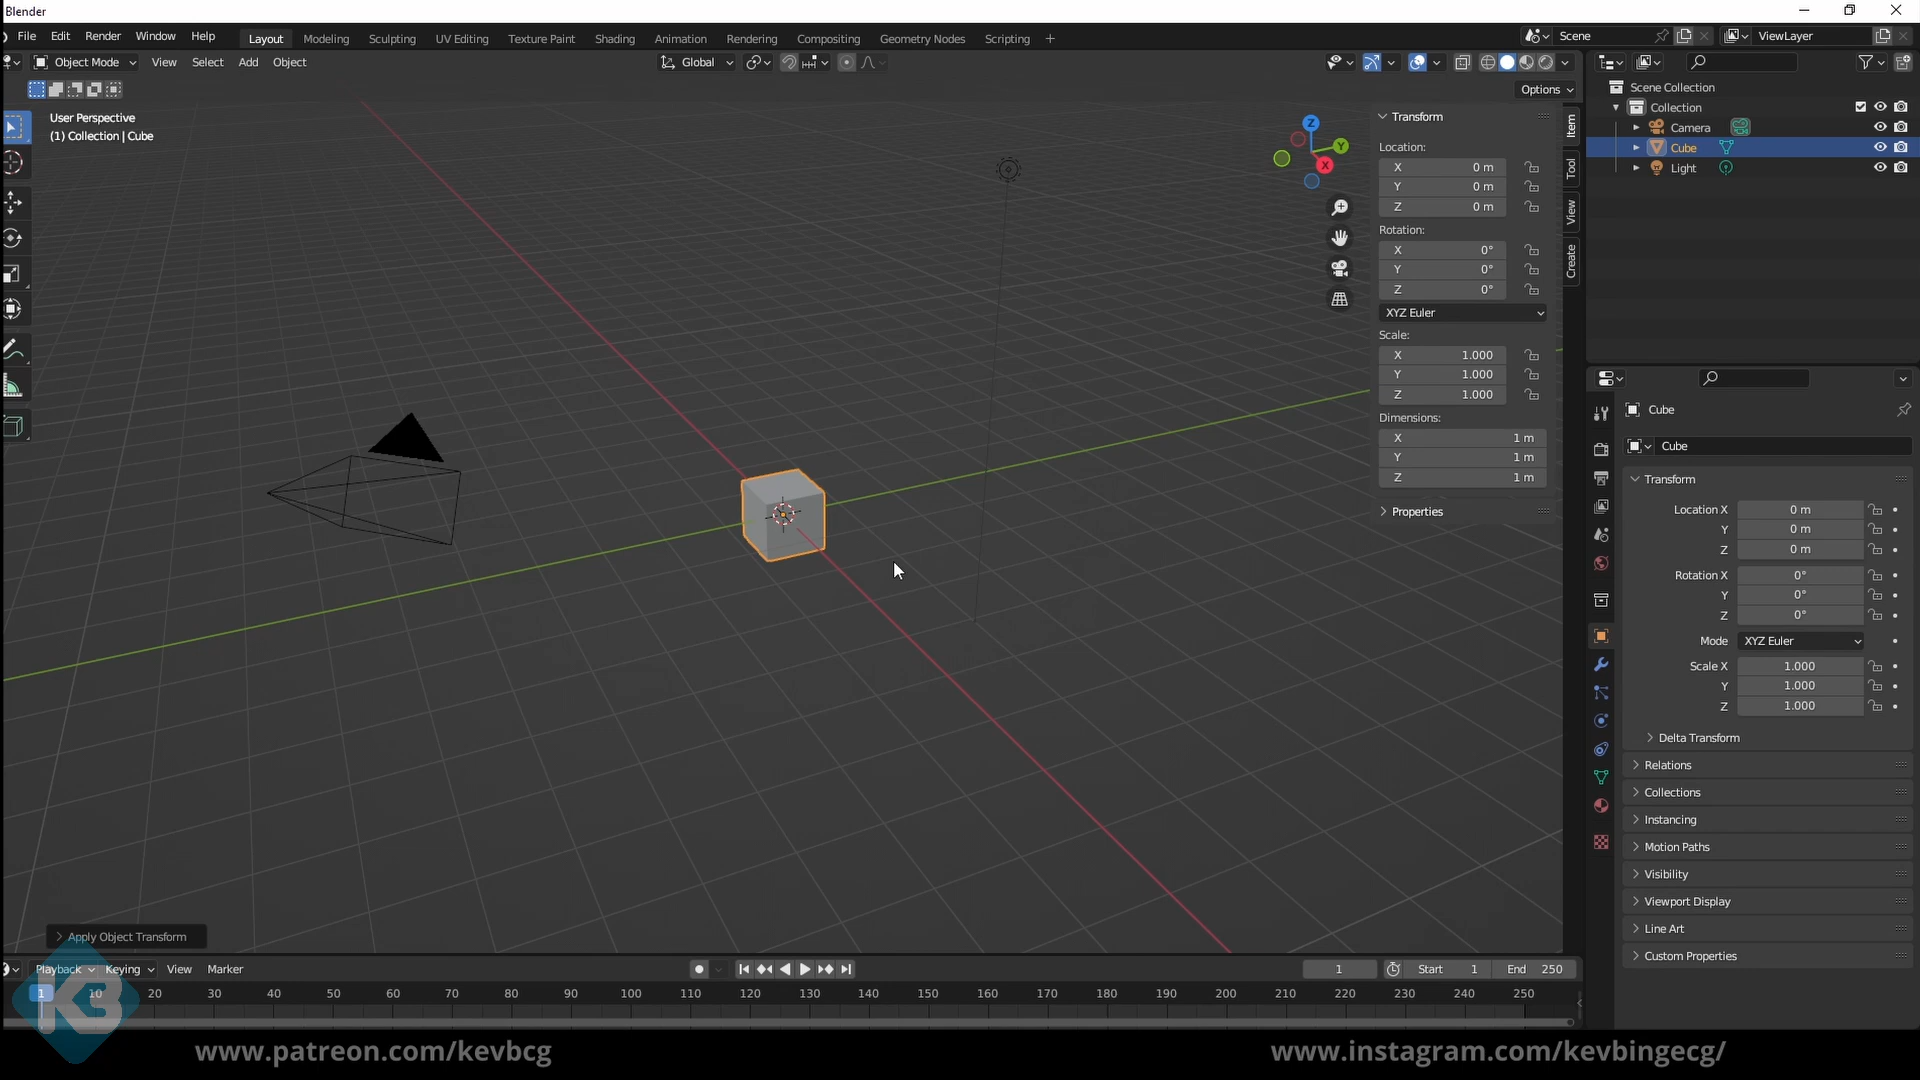 Blender
File Edit Render Window Help Layout Modeling Sculpting UV Editing Texture Paint Shading Animation Rendering Compositing Geometry Nodes Scripting + Scene ViewLayer
Object Mode View Select Add Object Global
Options
User Perspective
(1) Collection | Cube
Z
Y
X
Transform
Location:
X 0 m
Y 0 m
Z 0 m
Rotation:
X 0°
Y 0°
Z 0°
XYZ Euler
Scale:
X 1.000
Y 1.000
Z 1.000
Dimensions:
X 1 m
Y 1 m
Z 1 m
Properties
Item
Tool
View
Create
Scene Collection
Collection
Camera
Cube
Light
Cube
Cube
Transform
Location X 0 m
Y 0 m
Z 0 m
Rotation X 0°
Y 0°
Z 0°
Mode XYZ Euler
Scale X 1.000
Y 1.000
Z 1.000
Delta Transform
Relations
Collections
Instancing
Motion Paths
Visibility
Viewport Display
Line Art
Custom Properties
Apply Object Transform
Playback Keying View Marker 1 Start 1 End 250
1 10 20 30 40 50 60 70 80 90 100 110 120 130 140 150 160 170 180 190 200 210 220 230 240 250
KB
www.patreon.com/kevbcg www.instagram.com/kevbingecg/